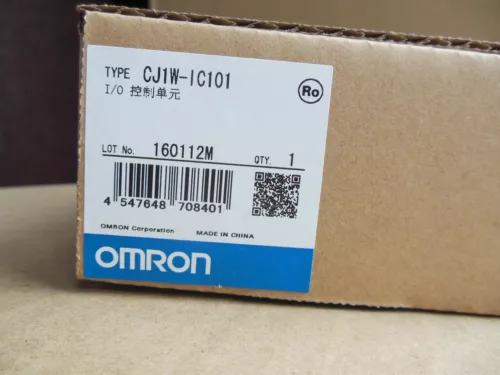 TYPE CJ1W-IC101
I/O 控制单元
Ro
LOT No. 160112M QTY. 1
4 547648 708401
OMRON Corporation MADE IN CHINA
OMRON